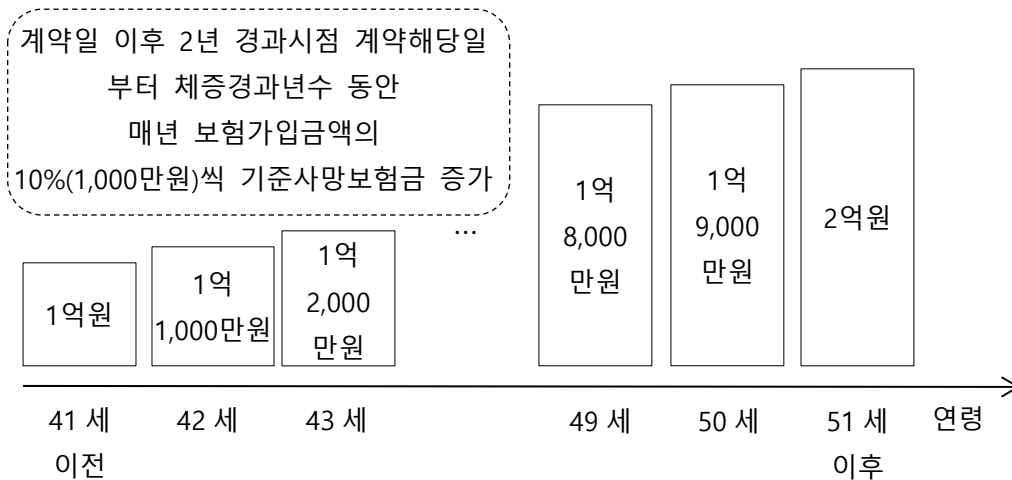 계약일 이후 2년 경과시점 계약해당일
부터 체증경과년수 동안
매년 보험가입금액의
10%(1,000만원)씩 기준사망보험금 증가
…
1억원
1억
1,000만원
1억
2,000
만원
1억
8,000
만원
1억
9,000
만원
2억원
41 세
이전
42 세
43 세
49 세
50 세
51 세
이후
연령